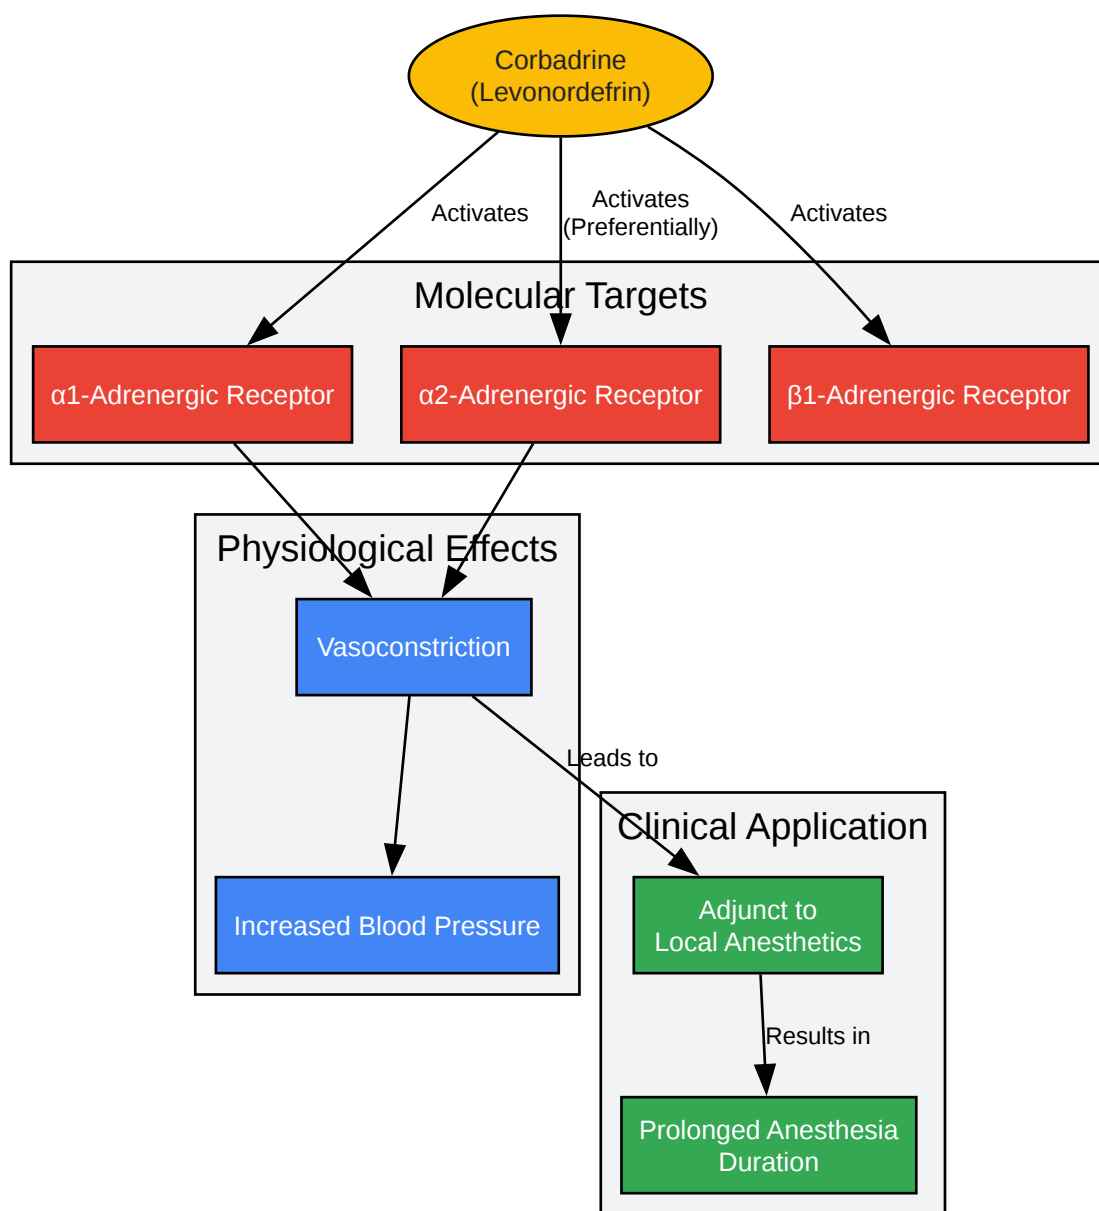 Corbadrine
(Levonordefrin)
Activates
Activates
(Preferentially)
Activates
Molecular Targets
α1-Adrenergic Receptor
α2-Adrenergic Receptor
β1-Adrenergic Receptor
Physiological Effects
Vasoconstriction
Leads to
Clinical Application
Increased Blood Pressure
Adjunct to
Local Anesthetics
Results in
Prolonged Anesthesia
Duration